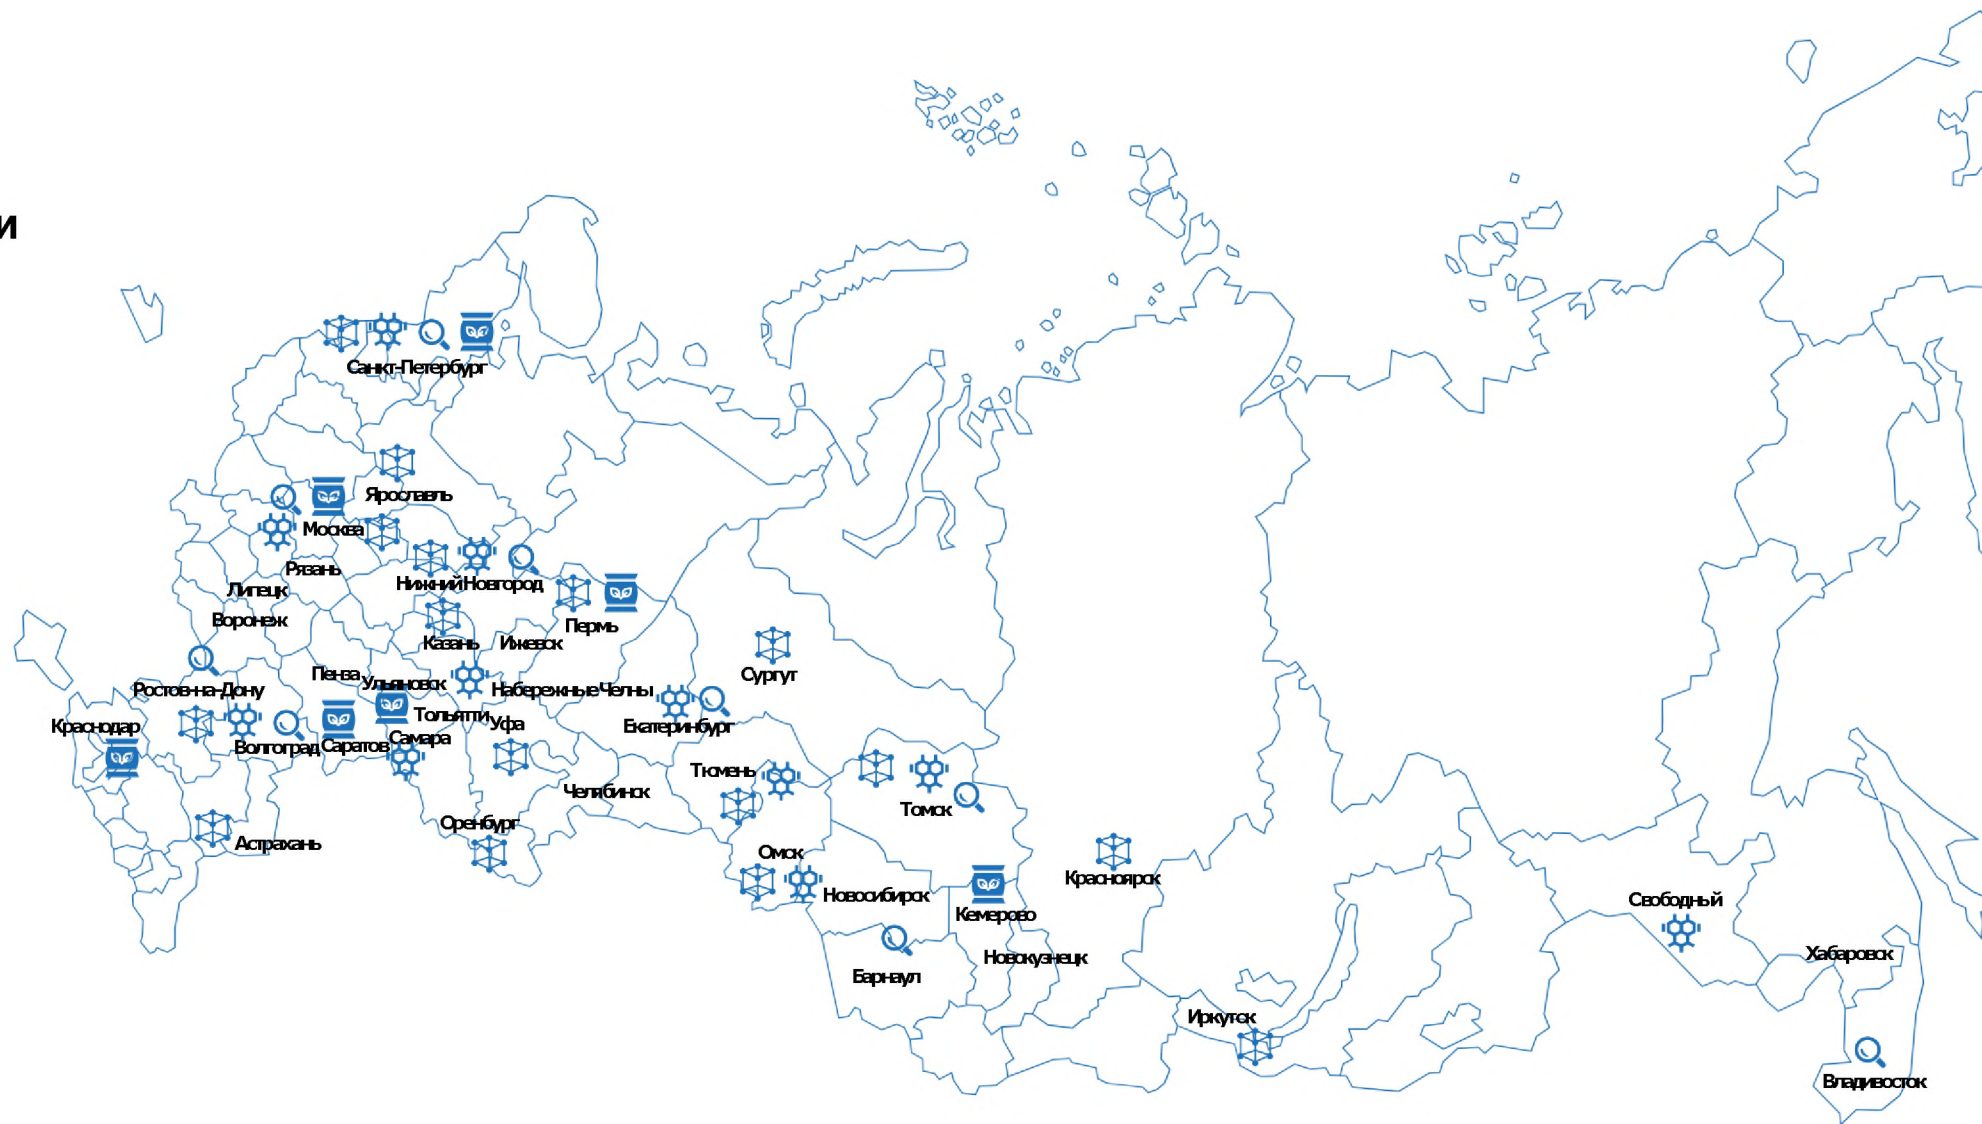 и
Санкт-Петербург
Ярославль
Москва
Рязань
Нижний Новгород
Липецк
Воронеж
Пермь
Казань
Ижевск
Пенза
Ульяновск
Сургут
Ростов-на-Дону
Набережные Челны
Краснодар
Тольятти
Уфа
Екатеринбург
Волгоград
Саратов
Самара
Тюмень
Челябинск
Томск
Оренбург
Астрахань
Омск
Красноярск
Новосибирск
Свободный
Кемерово
Хабаровск
Новокузнецк
Барнаул
Иркутск
Владивосток